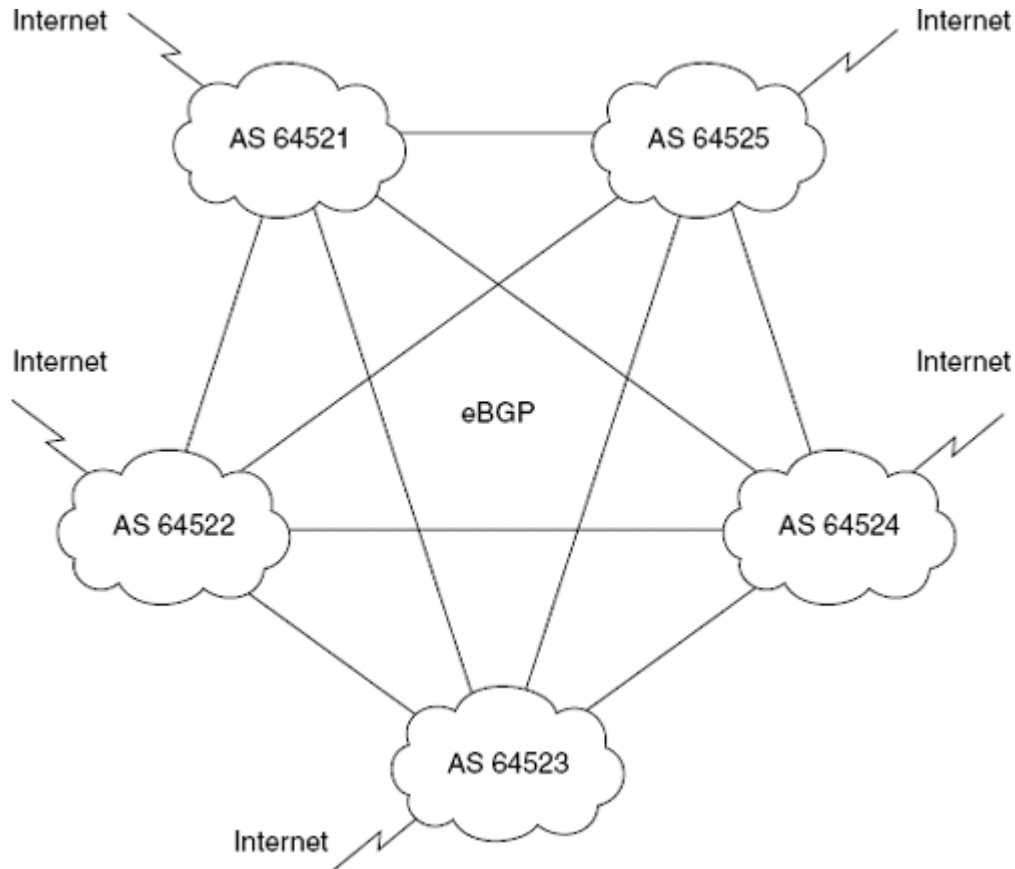 Internet
Internet
AS 64521
AS 64525
Internet
Internet
eBGP
AS 64522
AS 64524
AS 64523
Internet